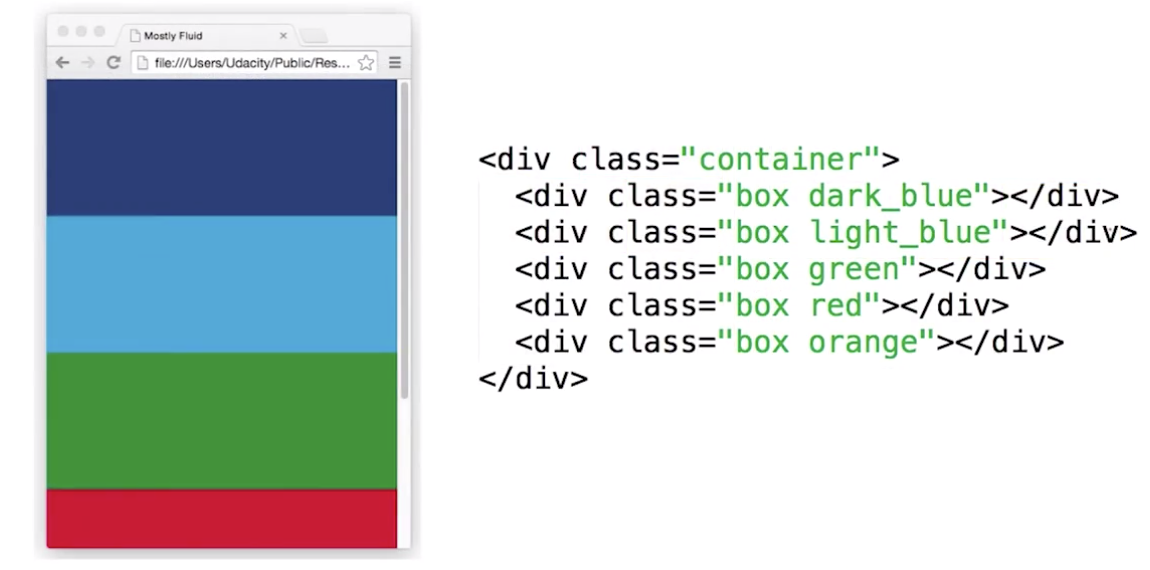 Mostly Fluid
file:///Users/Udacity/Public/Res...
<div class="container">
  <div class="box dark_blue"></div>
  <div class="box light_blue"></div>
  <div class="box green"></div>
  <div class="box red"></div>
  <div class="box orange"></div>
</div>